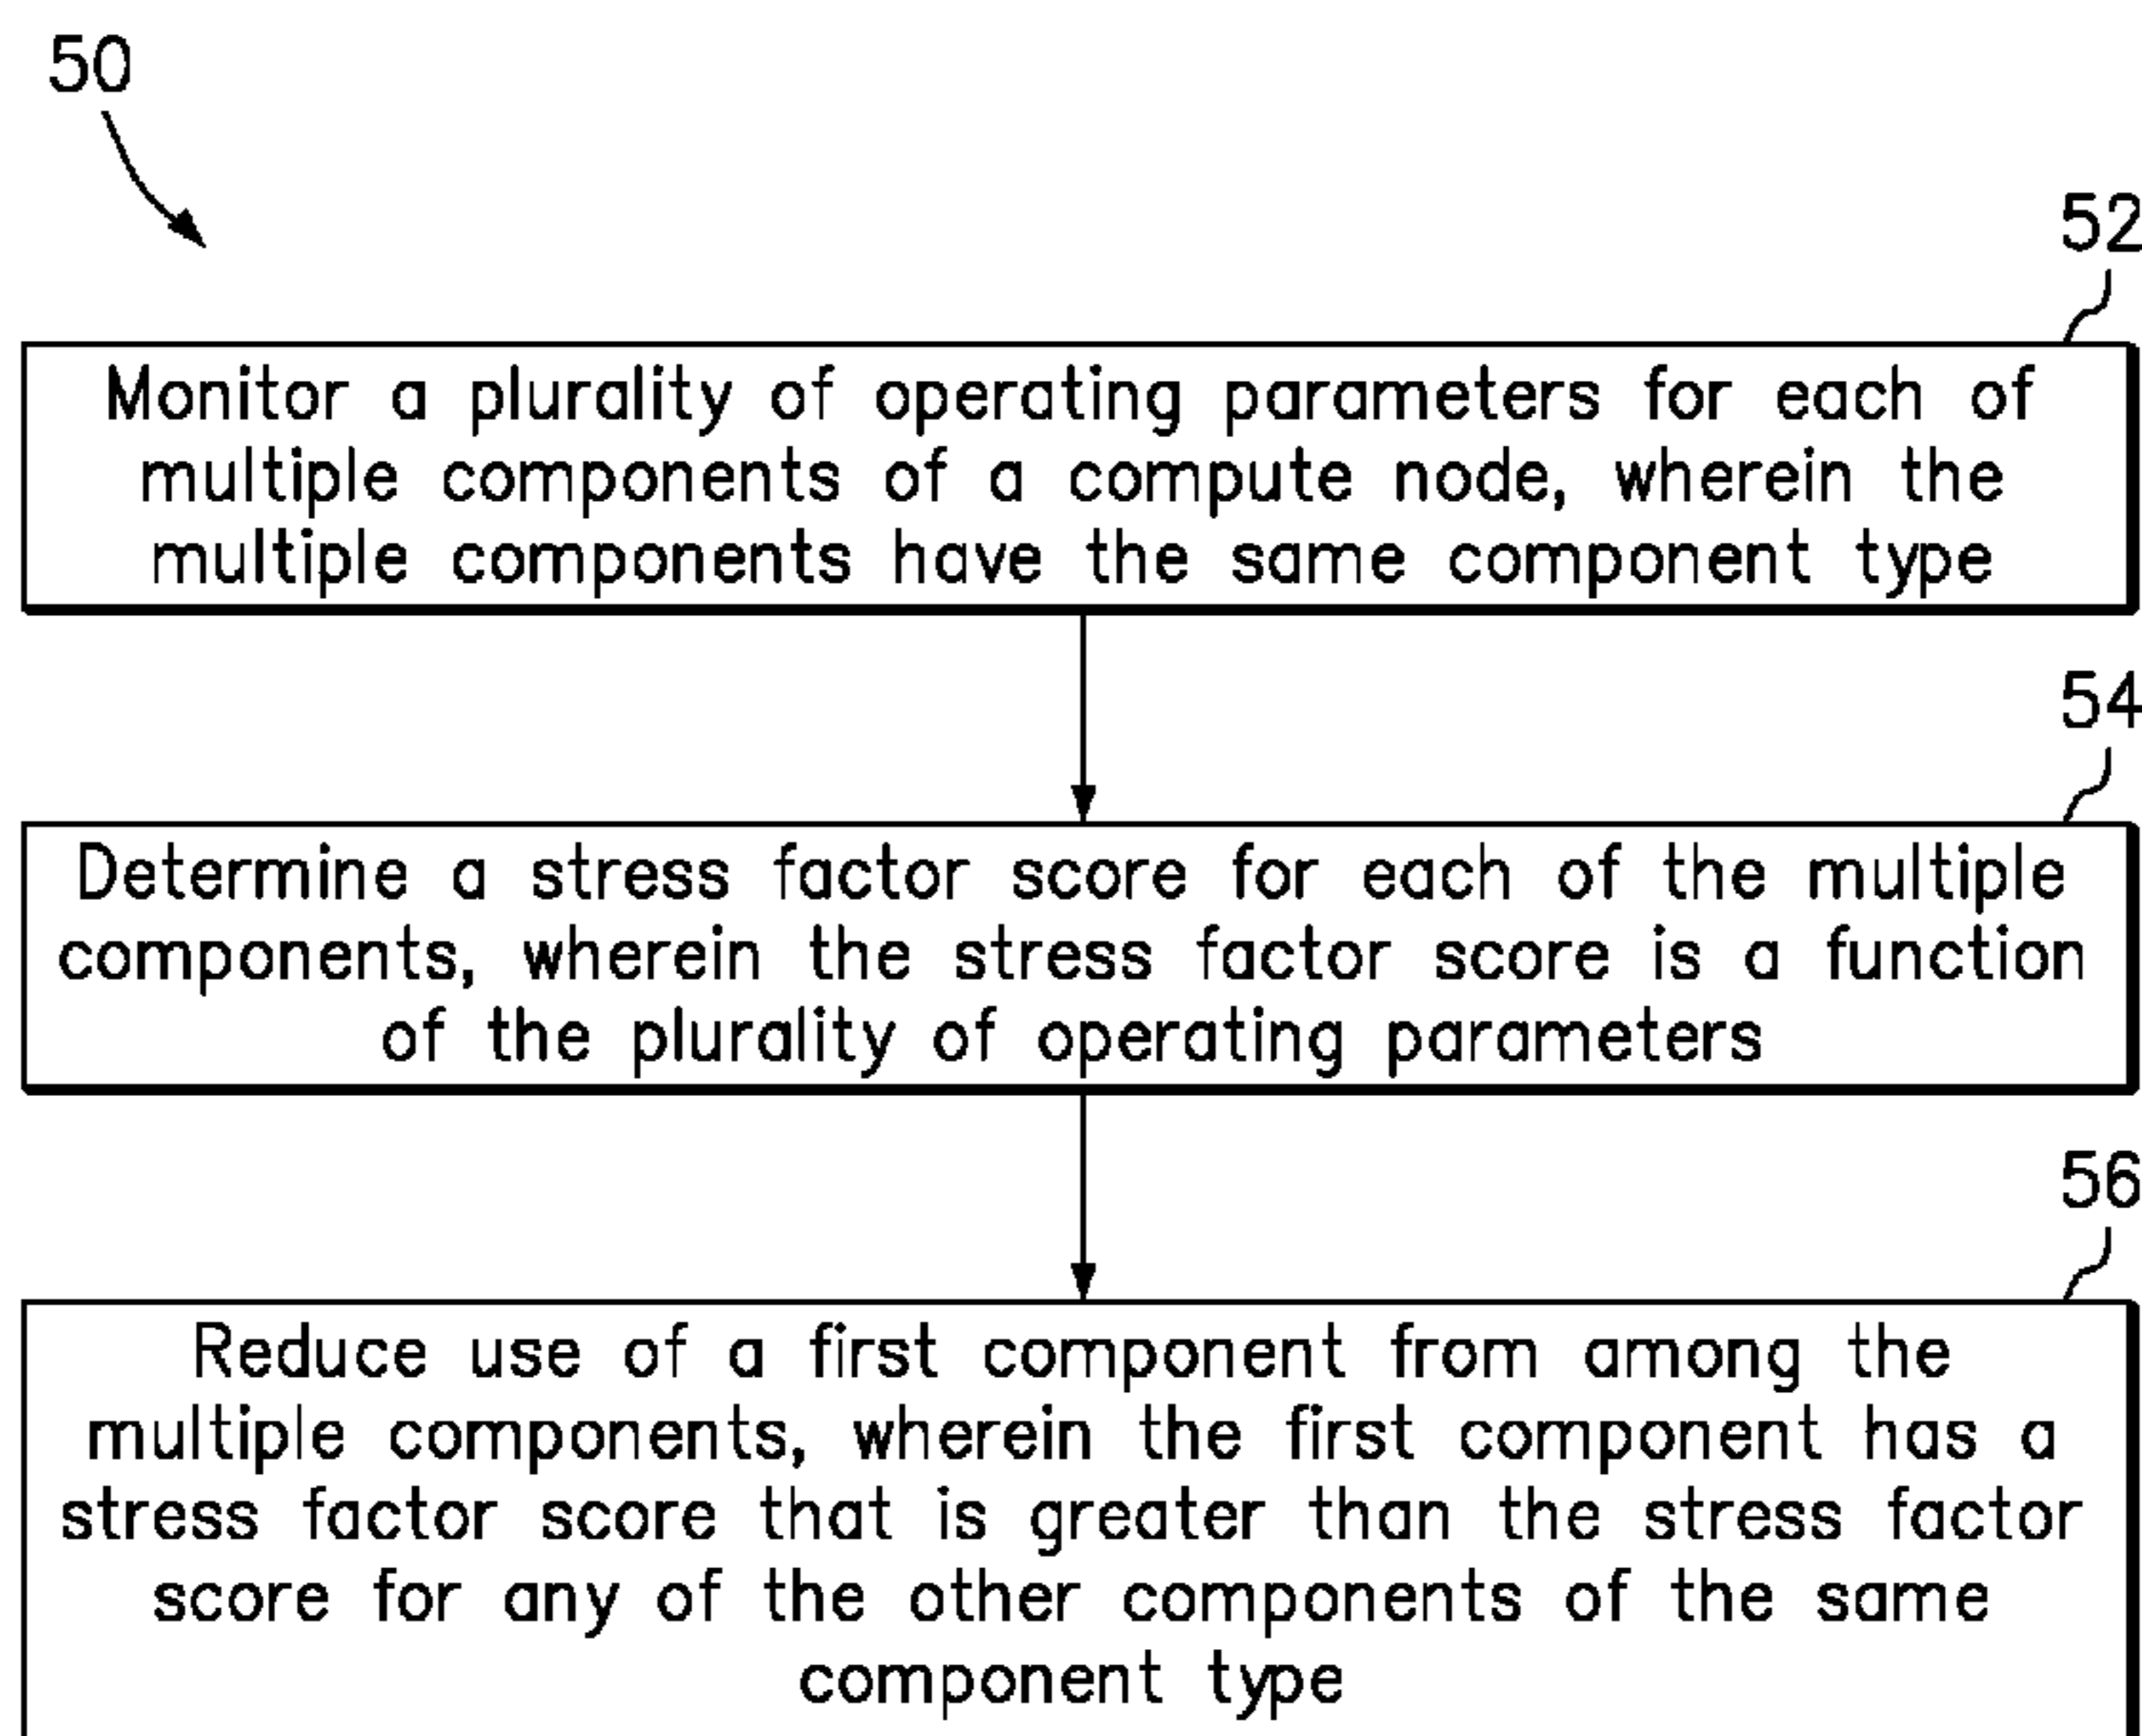 50
52
Monitor a plurality of operating parameters for each of
multiple components of a compute node, wherein the
multiple components have the same component type
54
Determine a stress factor score for each of the multiple
components, wherein the stress factor score is a function
of the plurality of operating parameters
56
Reduce use of a first component from among the
multiple components, wherein the first component has a
stress factor score that is greater than the stress factor
score for any of the other components of the same
component type